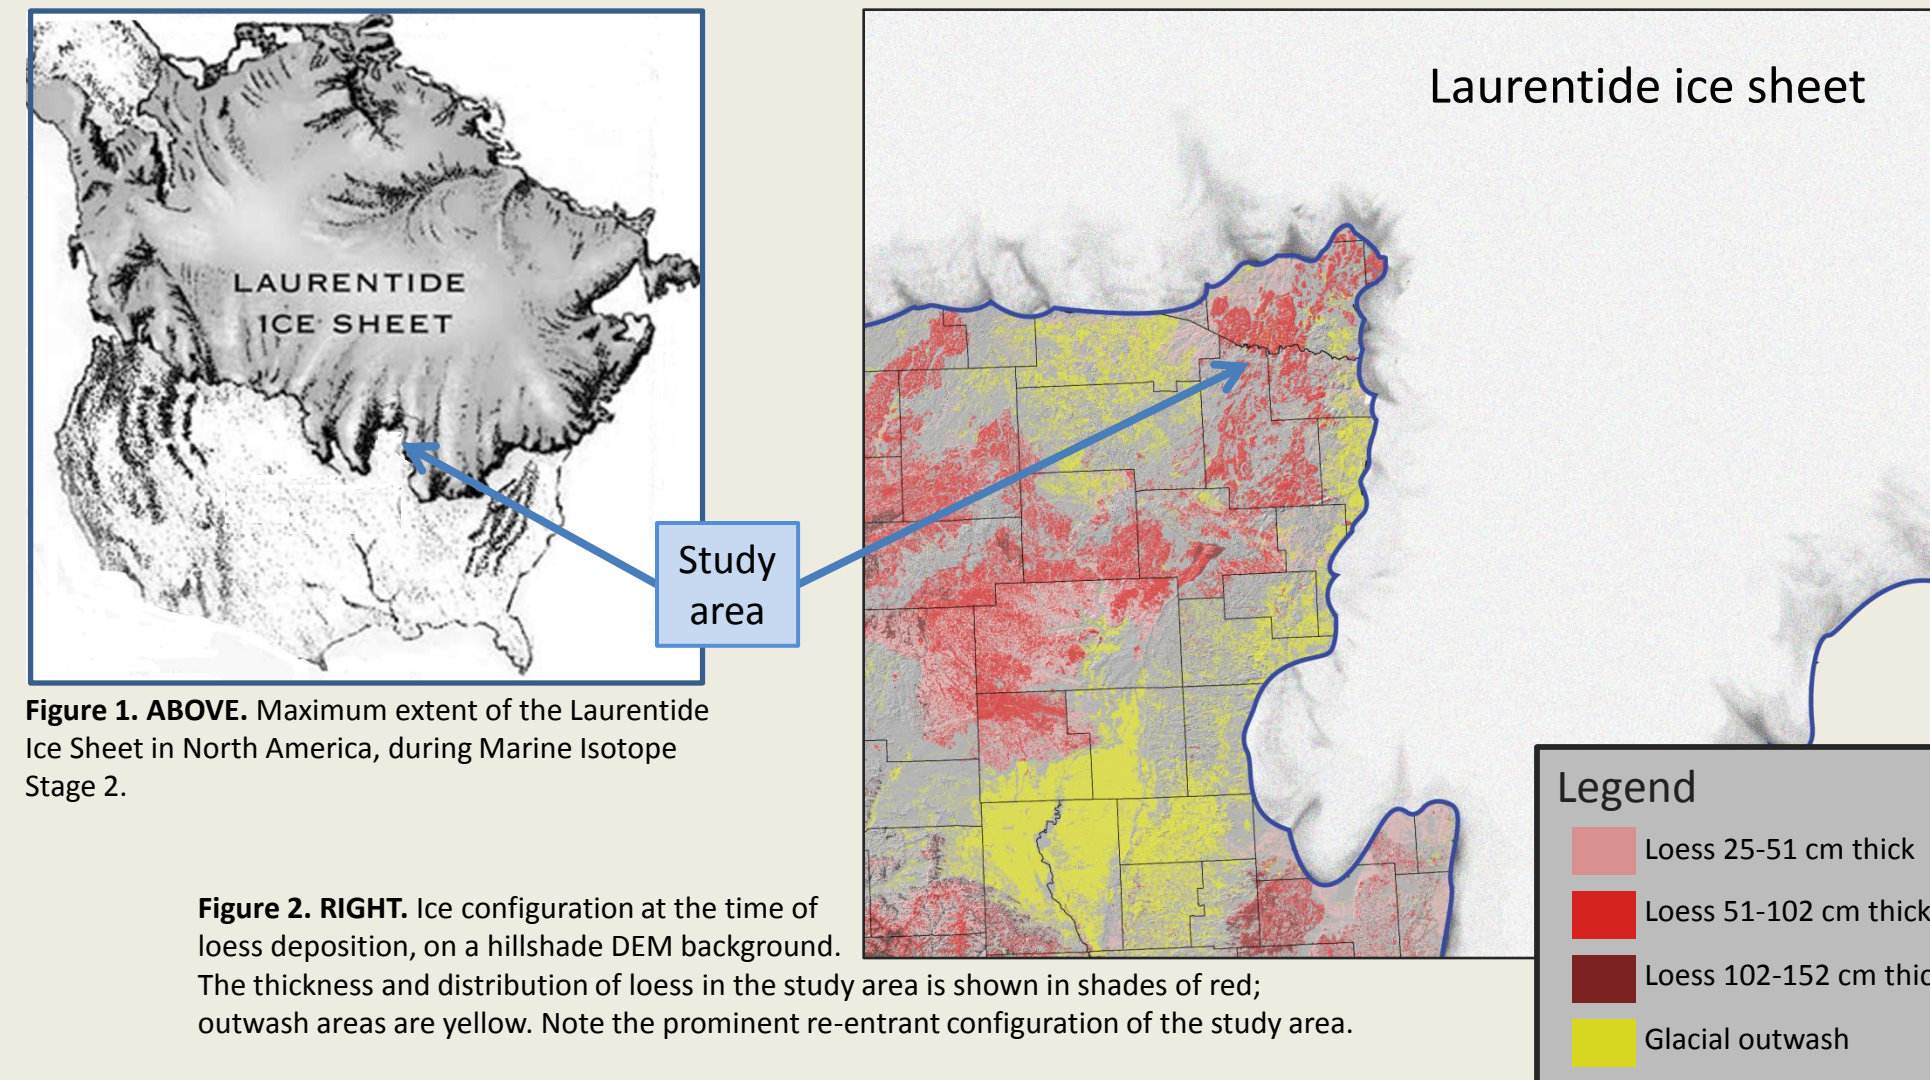 LAURENTIDE
ICE SHEET
Study
area
Laurentide ice sheet
Figure 1. ABOVE. Maximum extent of the Laurentide
Ice Sheet in North America, during Marine Isotope
Stage 2.
Figure 2. RIGHT. Ice configuration at the time of
loess deposition, on a hillshade DEM background.
The thickness and distribution of loess in the study area is shown in shades of red;
outwash areas are yellow. Note the prominent re-entrant configuration of the study area.
Legend
Loess 25-51 cm thick
Loess 51-102 cm thick
Loess 102-152 cm
Glacial outwash